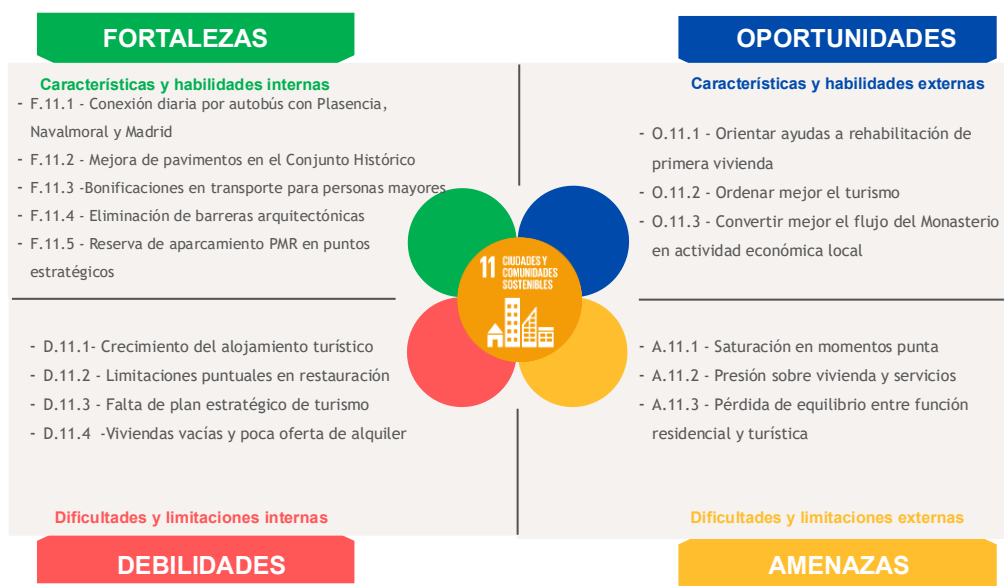 FORTALEZAS
Características y habilidades internas
- F.11.1 - Conexión diaria por autobús con Plasencia,
Navalmoral y Madrid
- F.11.2 - Mejora de pavimentos en el Conjunto Histórico
- F.11.3 -Bonificaciones en transporte para personas mayores
- F.11.4 - Eliminación de barreras arquitectónicas
- F.11.5 - Reserva de aparcamiento PMR en puntos
estratégicos
OPORTUNIDADES
Características y habilidades externas
- O.11.1 - Orientar ayudas a rehabilitación de
primera vivienda
- O.11.2 - Ordenar mejor el turismo
- O.11.3 - Convertir mejor el flujo del Monasterio
en actividad económica local
11 CIUDADES Y
COMUNIDADES
SOSTENIBLES
- D.11.1- Crecimiento del alojamiento turístico
- D.11.2 - Limitaciones puntuales en restauración
- D.11.3 - Falta de plan estratégico de turismo
- D.11.4 -Viviendas vacías y poca oferta de alquiler
Dificultades y limitaciones internas
DEBILIDADES
- A.11.1 - Saturación en momentos punta
- A.11.2 - Presión sobre vivienda y servicios
- A.11.3 - Pérdida de equilibrio entre función
residencial y turística
Dificultades y limitaciones externas
AMENAZAS